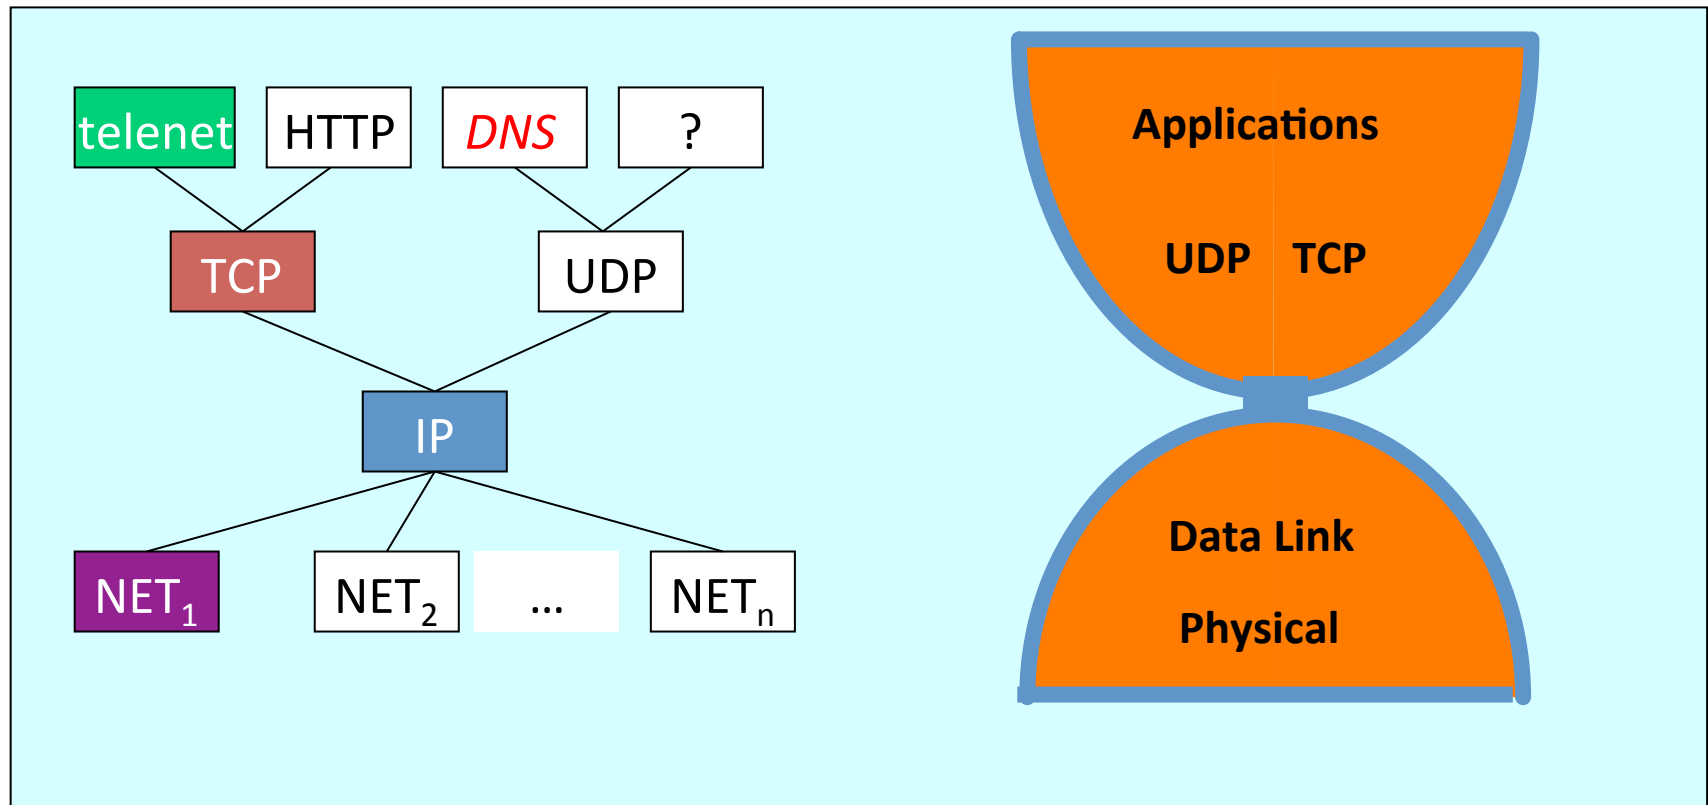 telenet HTTP DNS ?
TCP UDP
IP
NET1 NET2 ... NETn
Applications
UDP TCP
Data Link
Physical